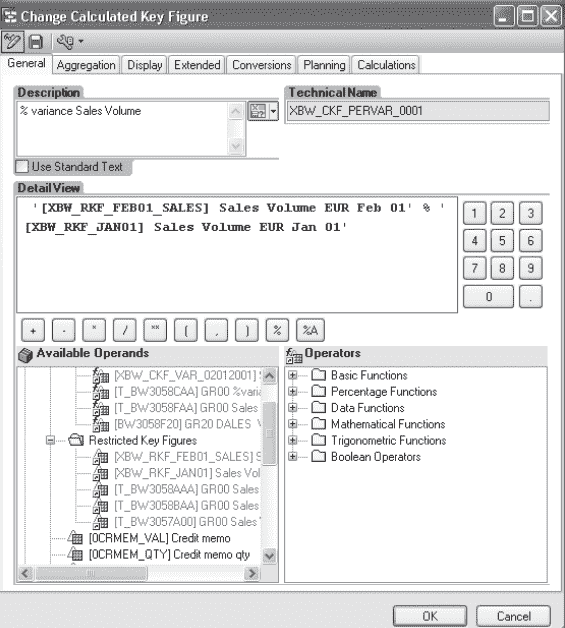 Change Calculated Key Figure
General Aggregation Display Extended Conversions Planning Calculations
Description
Technical Name
% variance Sales Volume
XBW_CKF_PERVAR_0001
Use Standard Text
Detail View
'[XBW_RKF_FEB01_SALES] Sales Volume EUR Feb 01' % '
[XBW_RKF_JAN01] Sales Volume EUR Jan 01'
1 2 3
4 5 6
7 8 9
0 .
+ - * / ** ( , ) % %A
Available Operands
[XBW_CKF_VAR_02012001]
[T_BW3058CAA] GR00 %varia
[T_BW3058FAA] GR00 Sales
[BW3058F20] GR20 DALES V
Restricted Key Figures
[XBW_RKF_FEB01_SALES] S
[XBW_RKF_JAN01] Sales Vol
[T_BW3058AAA] GR00 Sales
[T_BW3058BAA] GR00 Sales
[T_BW3057A00] GR00 Sales
[0CRMEM_VAL] Credit memo
[0CRMEM_QTY] Credit memo qty
Operators
Basic Functions
Percentage Functions
Data Functions
Mathematical Functions
Trigonometric Functions
Boolean Operators
OK Cancel